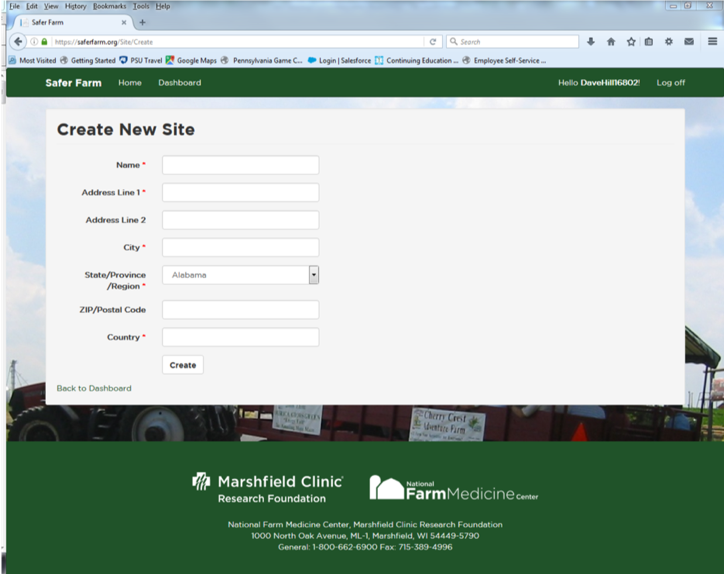 File Edit View History Bookmarks Tools Help
Safer Farm
https://saferfarm.org/Site/Create
Search
Most Visited Getting Started PSU Travel Google Maps Pennsylvania Game C... Login | Salesforce Continuing Education ... Employee Self-Service ...
Safer Farm Home Dashboard Hello DaveHill16802! Log off
Create New Site
Name *
Address Line 1 *
Address Line 2
City *
State/Province
/Region *
Alabama
ZIP/Postal Code
Country *
Create
Back to Dashboard
Cherry Crest
Adventure Farm
Marshfield Clinic
Research Foundation
National
FarmMedicine Center
National Farm Medicine Center, Marshfield Clinic Research Foundation
1000 North Oak Avenue, ML-1, Marshfield, WI 54449-5790
General: 1-800-662-6900 Fax: 715-389-4996